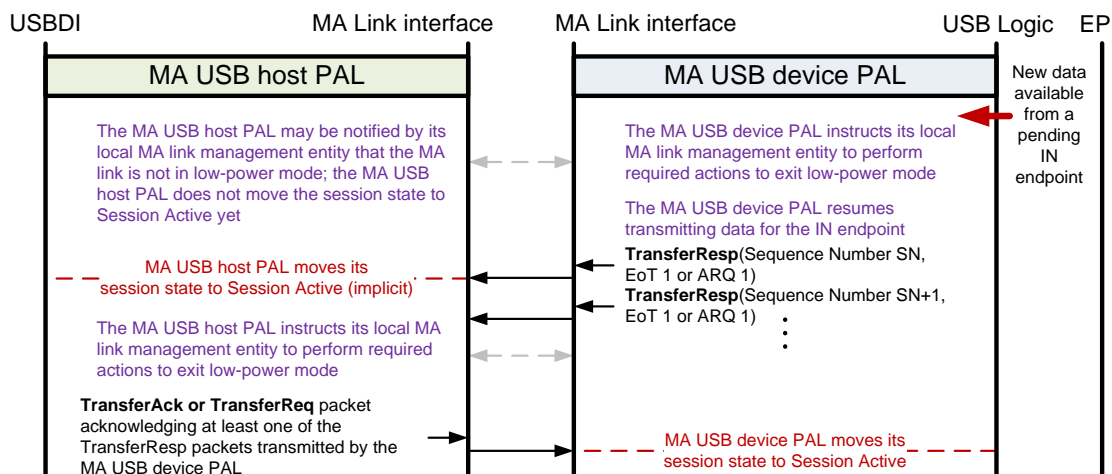 USBDI
MA Link interface
MA Link interface
USB Logic
EP
MA USB host PAL
MA USB device PAL
New data
available
from a
pending
IN
endpoint
The MA USB host PAL may be notified by its
local MA link management entity that the MA
link is not in low-power mode; the MA USB
host PAL does not move the session state to
Session Active yet
The MA USB device PAL instructs its local
MA link management entity to perform
required actions to exit low-power mode
The MA USB device PAL resumes
transmitting data for the IN endpoint
TransferResp(Sequence Number SN,
EoT 1 or ARQ 1)
MA USB host PAL moves its
session state to Session Active (implicit)
TransferResp(Sequence Number SN+1,
EoT 1 or ARQ 1)
The MA USB host PAL instructs its local MA
link management entity to perform required
actions to exit low-power mode
TransferAck or TransferReq packet
acknowledging at least one of the
TransferResp packets transmitted by the
MA USB device PAL
MA USB device PAL moves its
session state to Session Active